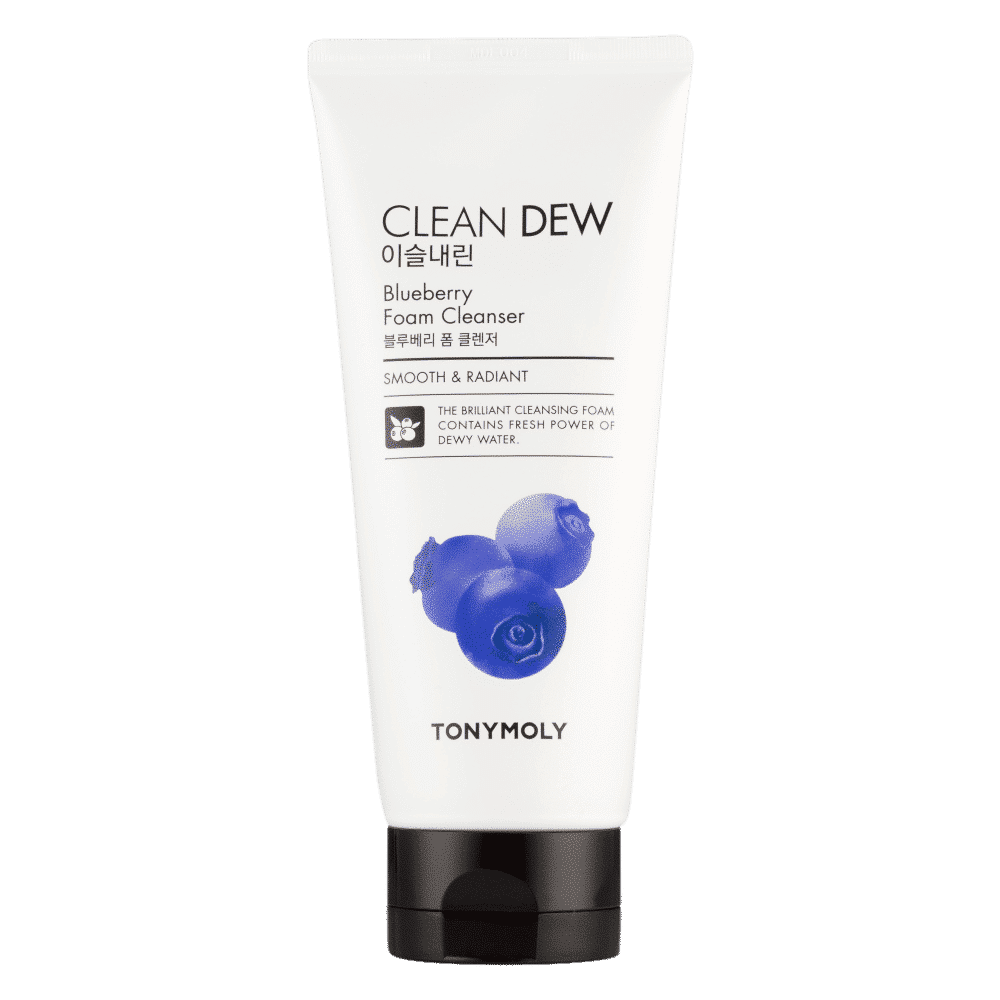 CLEAN DEW
이슬내린
Blueberry
Foam Cleanser
블루베리 폼 클렌저
SMOOTH & RADIANT
THE BRILLIANT CLEANSING FOAM
CONTAINS FRESH POWER OF
DEWY WATER.
TONYMOLY